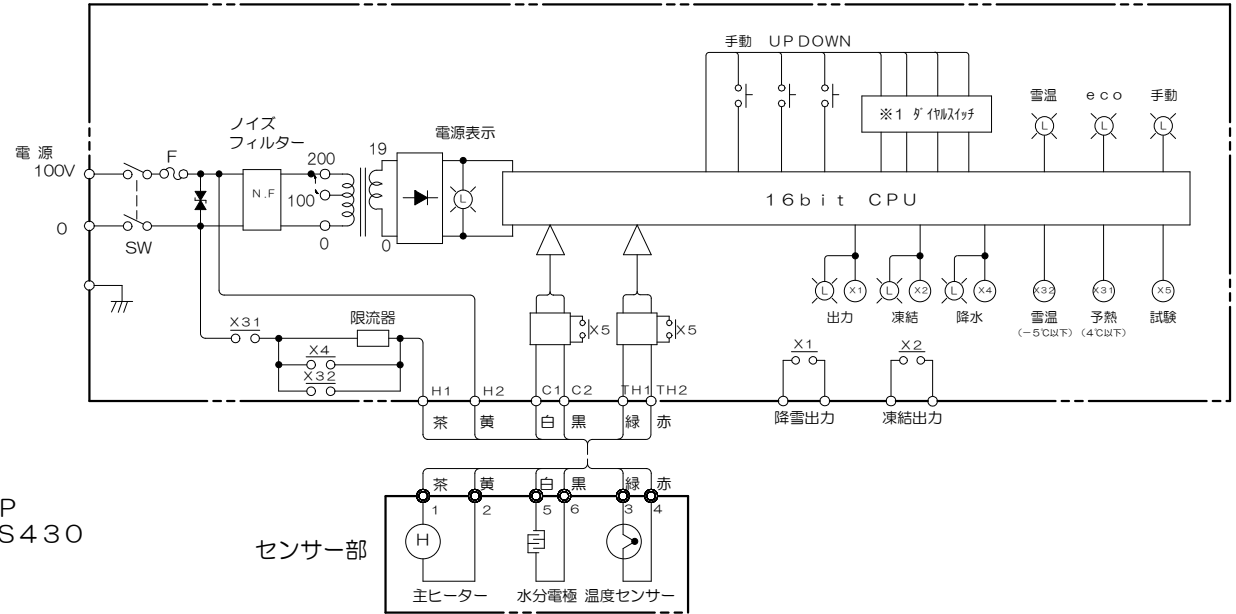 手動 UP DOWN
※1 ダイヤルスイッチ
雪温 eco 手動
L L L
ノイズ
フィルター
電源表示
電 源
100V
F
200
19
N.F
100
L
16bit CPU
0
SW
0
0
L X1 L X2 L X4 X32 X31 X5
出力 凍結 降水 雪温 予熱 試験
(-5℃以下) (4℃以下)
X31
限流器
X5 X5
X4
X32
X1 X2
H1 H2 C1 C2 TH1 TH2
降雪出力 凍結出力
茶 黄 白 黒 緑 赤
茶 黄 白 黒 緑 赤
1 2 5 6 3 4
P
S430
センサー部
H
主ヒーター 水分電極 温度センサー